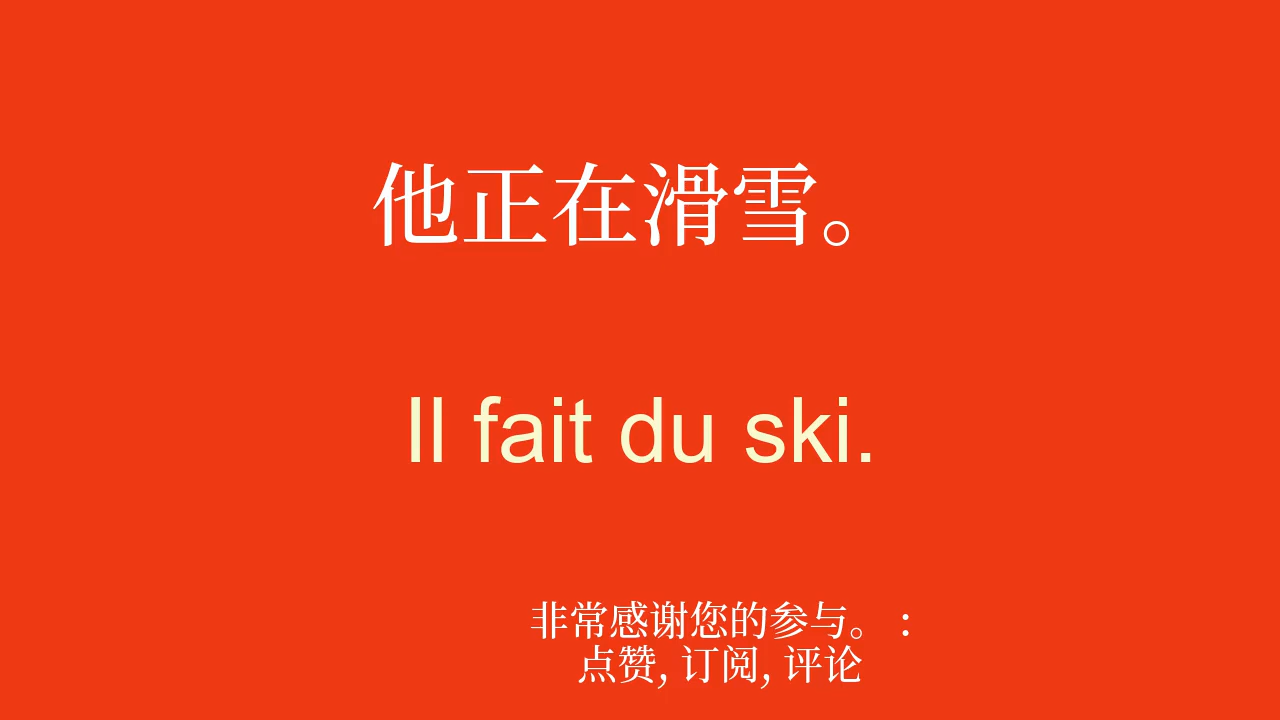 他正在滑雪。
Il fait du ski.
非常感谢您的参与。 :
点赞, 订阅, 评论